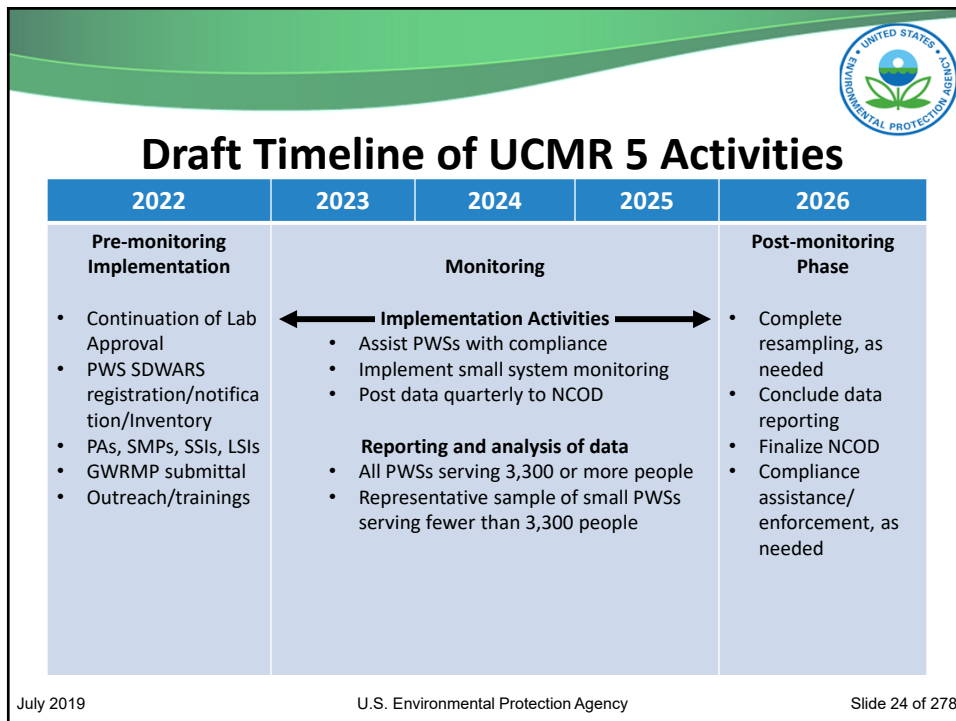 UNITED STATES
ENVIRONMENTAL PROTECTION AGENCY
Draft Timeline of UCMR 5 Activities
2022
2023
2024
2025
2026
Pre-monitoring
Implementation
• Continuation of Lab
Approval
• PWS SDWARS
registration/notifica
tion/Inventory
• PAs, SMPs, SSIs, LSIs
• GWRMP submittal
• Outreach/trainings
Monitoring
Implementation Activities
• Assist PWSs with compliance
• Implement small system monitoring
• Post data quarterly to NCOD
Reporting and analysis of data
• All PWSs serving 3,300 or more people
• Representative sample of small PWSs
serving fewer than 3,300 people
Post-monitoring
Phase
• Complete
resampling, as
needed
• Conclude data
reporting
• Finalize NCOD
• Compliance
assistance/
enforcement, as
needed
July 2019
U.S. Environmental Protection Agency
Slide 24 of 278